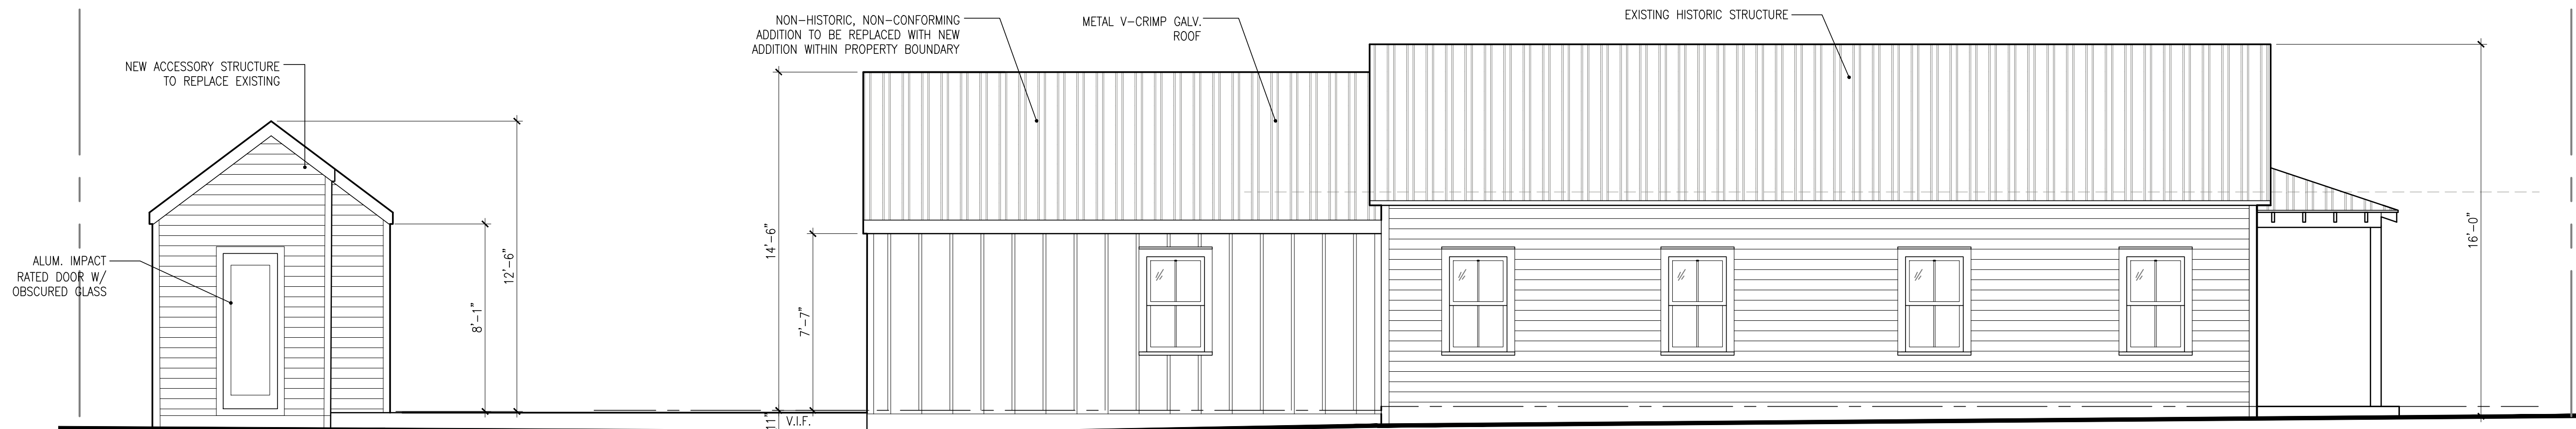 NEW ACCESSORY STRUCTURE
TO REPLACE EXISTING
ALUM. IMPACT
RATED DOOR W/
OBSCURED GLASS
8'-1"
12'-6"
NON-HISTORIC, NON-CONFORMING
ADDITION TO BE REPLACED WITH NEW
ADDITION WITHIN PROPERTY BOUNDARY
METAL V-CRIMP GALV.
ROOF
14'-6"
7'-7"
11"
V.I.F.
EXISTING HISTORIC STRUCTURE
16'-0"